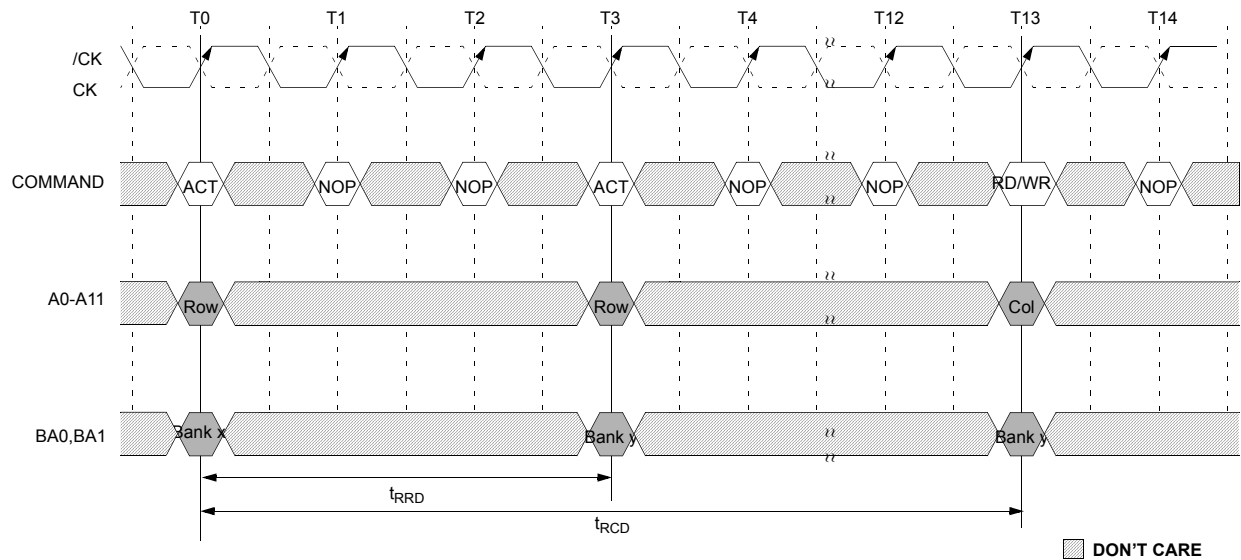 T0 T1 T2 T3 T4 T12 T13 T14
/CK
CK
COMMAND ACT NOP NOP ACT NOP NOP RD/WR NOP
A0-A11 Row Row Col
BA0,BA1 Bank x Bank y Bank y
tRRD
tRCD
DON'T CARE